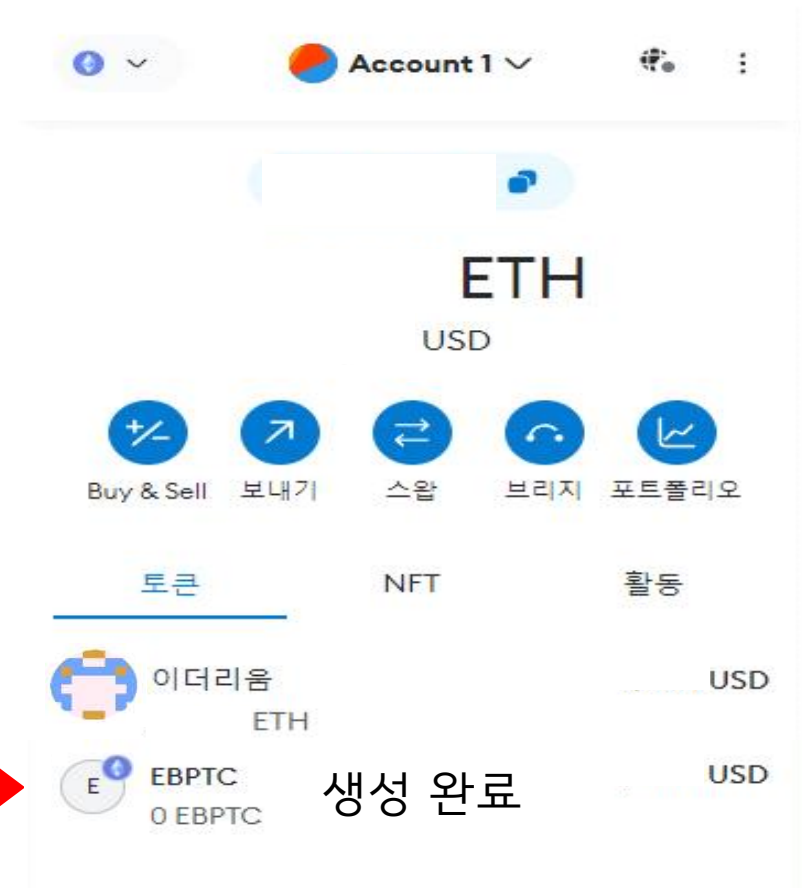 Account 1
ETH
USD
Buy & Sell 보내기 스왑 브리지 포트폴리오
토큰 NFT 활동
이더리움 USD
ETH
E EBPTC 생성 완료 USD
0 EBPTC